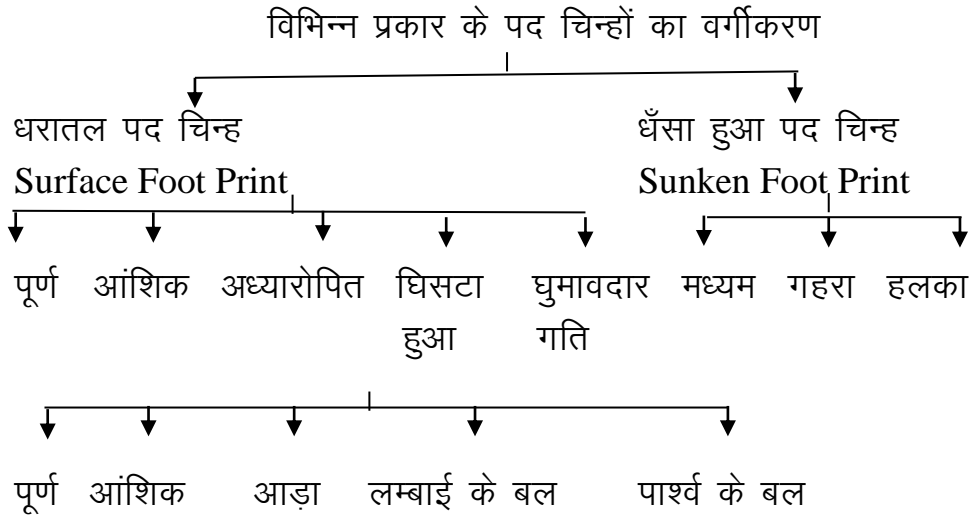 विभिन्न प्रकार के पद चिन्हों का वर्गीकरण
धरातल पद चिन्ह धँसा हुआ पद चिन्ह
Surface Foot Print Sunken Foot Print
पूर्ण आंशिक अध्यारोपित घिसटा घुमावदार मध्यम गहरा हलका
हुआ गति
पूर्ण आंशिक आड़ा लम्बाई के बल पार्श्व के बल